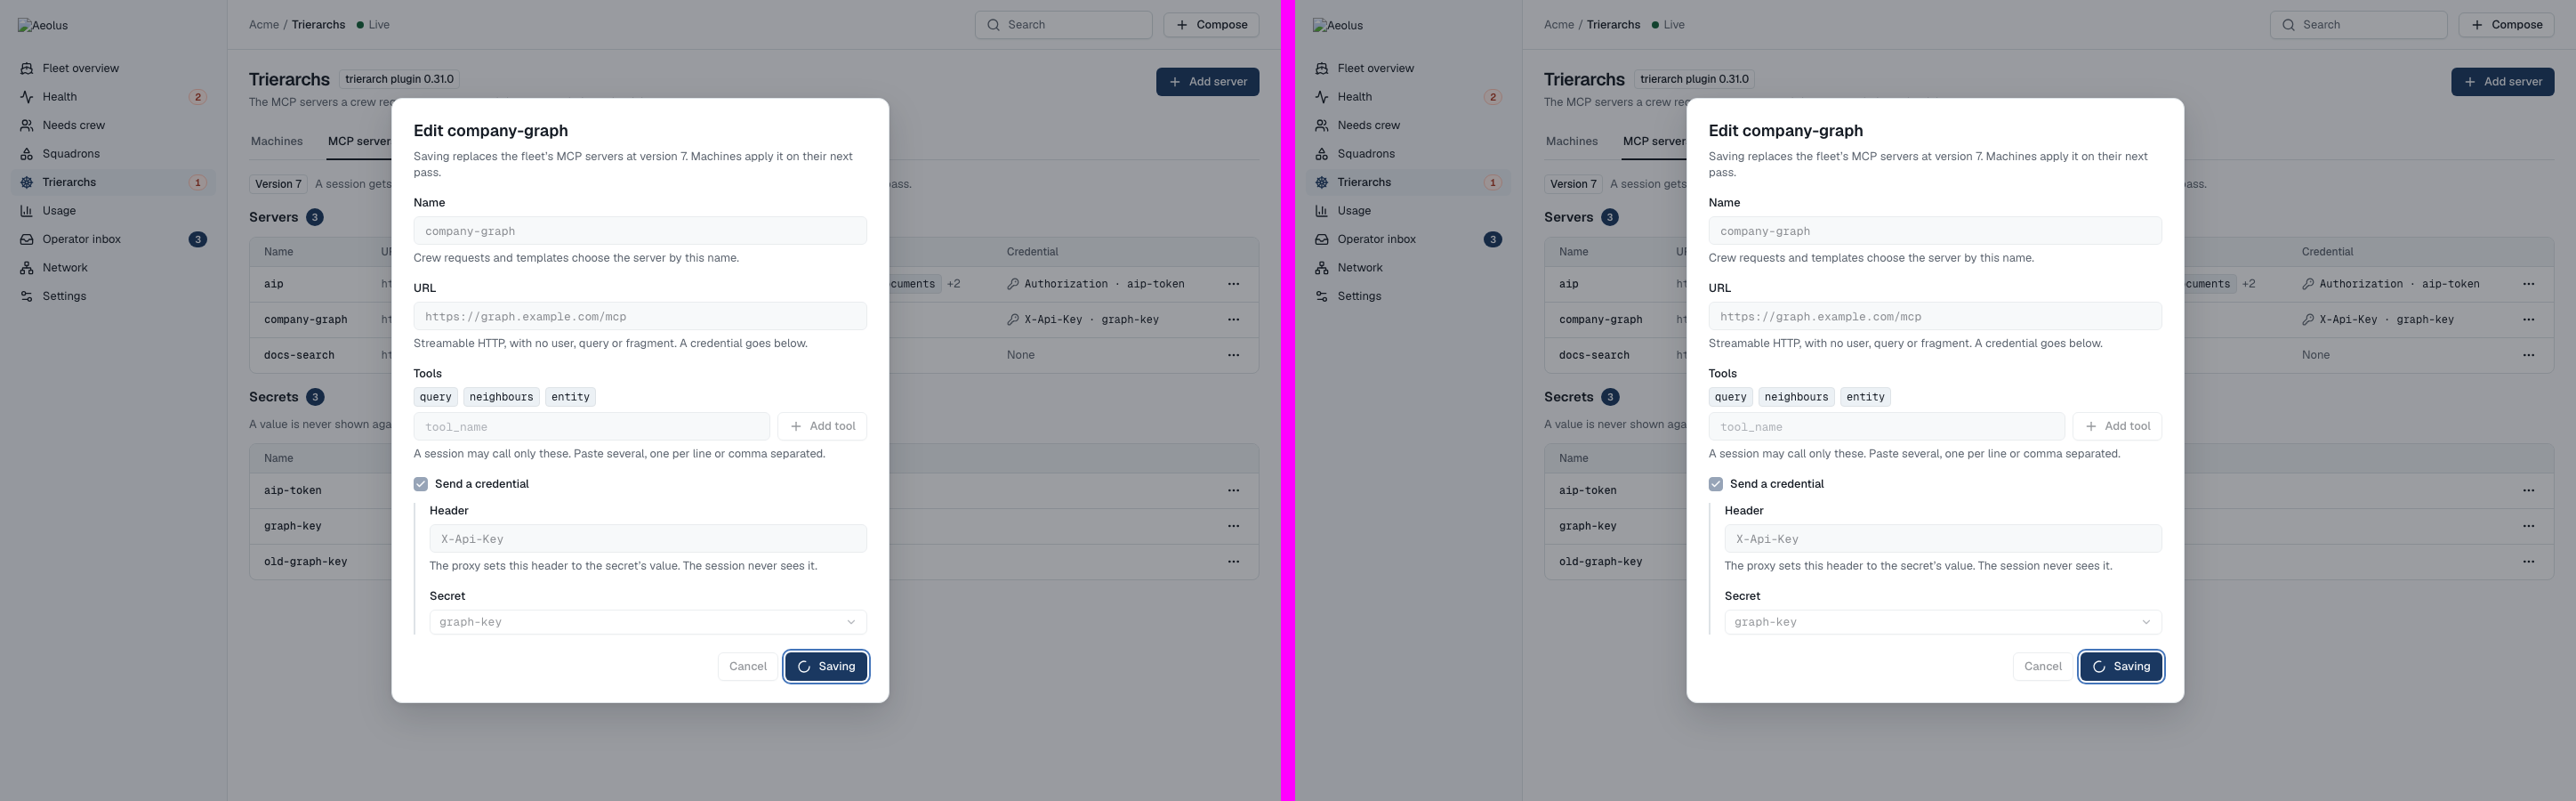 Aeolus
Fleet overview
Health 2
Needs crew
Squadrons
Trierarchs 1
Usage
Operator inbox 3
Network
Settings
Acme / Trierarchs Live
Search
Compose
Trierarchs trierarch plugin 0.31.0
Add server
The MCP servers a crew
Machines MCP server
Version 7 A session gets pass.
Servers 3
Name Credential
aip +2 Authorization · aip-token
company-graph X-Api-Key · graph-key
docs-search None
Secrets 3
A value is never shown
Name
aip-token
graph-key
old-graph-key
Edit company-graph
Saving replaces the fleet’s MCP servers at version 7. Machines apply it on their next
pass.
Name
company-graph
Crew requests and templates choose the server by this name.
URL
https://graph.example.com/mcp
Streamable HTTP, with no user, query or fragment. A credential goes below.
Tools
query neighbours entity
tool_name Add tool
A session may call only these. Paste several, one per line or comma separated.
Send a credential
Header
X-Api-Key
The proxy sets this header to the secret’s value. The session never sees it.
Secret
graph-key
Cancel Saving
Aeolus
Fleet overview
Health 2
Needs crew
Squadrons
Trierarchs 1
Usage
Operator inbox 3
Network
Settings
Acme / Trierarchs Live
Search
Compose
Trierarchs trierarch plugin 0.31.0
Add server
The MCP servers a crew
Machines MCP server
Version 7 A session gets pass.
Servers 3
Name Credential
aip +2 Authorization · aip-token
company-graph X-Api-Key · graph-key
docs-search None
Secrets 3
A value is never shown
Name
aip-token
graph-key
old-graph-key
Edit company-graph
Saving replaces the fleet’s MCP servers at version 7. Machines apply it on their next
pass.
Name
company-graph
Crew requests and templates choose the server by this name.
URL
https://graph.example.com/mcp
Streamable HTTP, with no user, query or fragment. A credential goes below.
Tools
query neighbours entity
tool_name Add tool
A session may call only these. Paste several, one per line or comma separated.
Send a credential
Header
X-Api-Key
The proxy sets this header to the secret’s value. The session never sees it.
Secret
graph-key
Cancel Saving